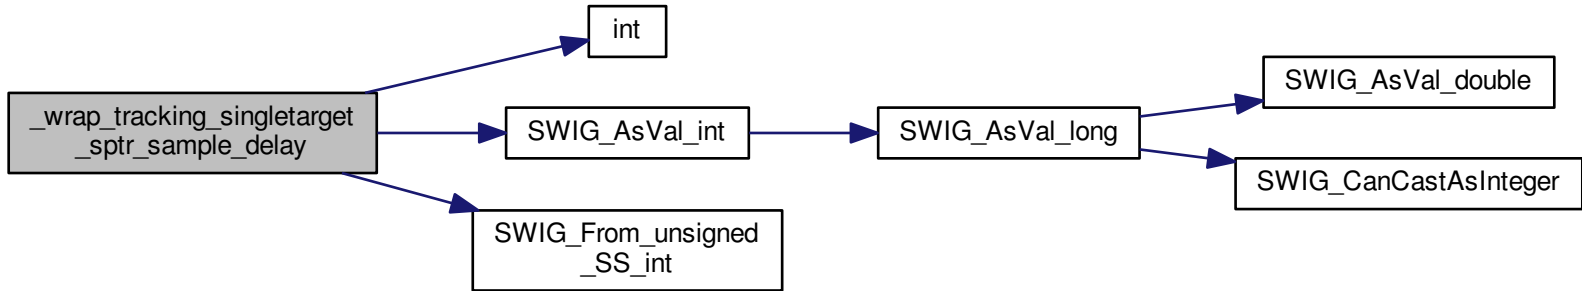 int
_wrap_tracking_singletarget
_sptr_sample_delay
SWIG_AsVal_int
SWIG_From_unsigned
_SS_int
SWIG_AsVal_long
SWIG_AsVal_double
SWIG_CanCastAsInteger